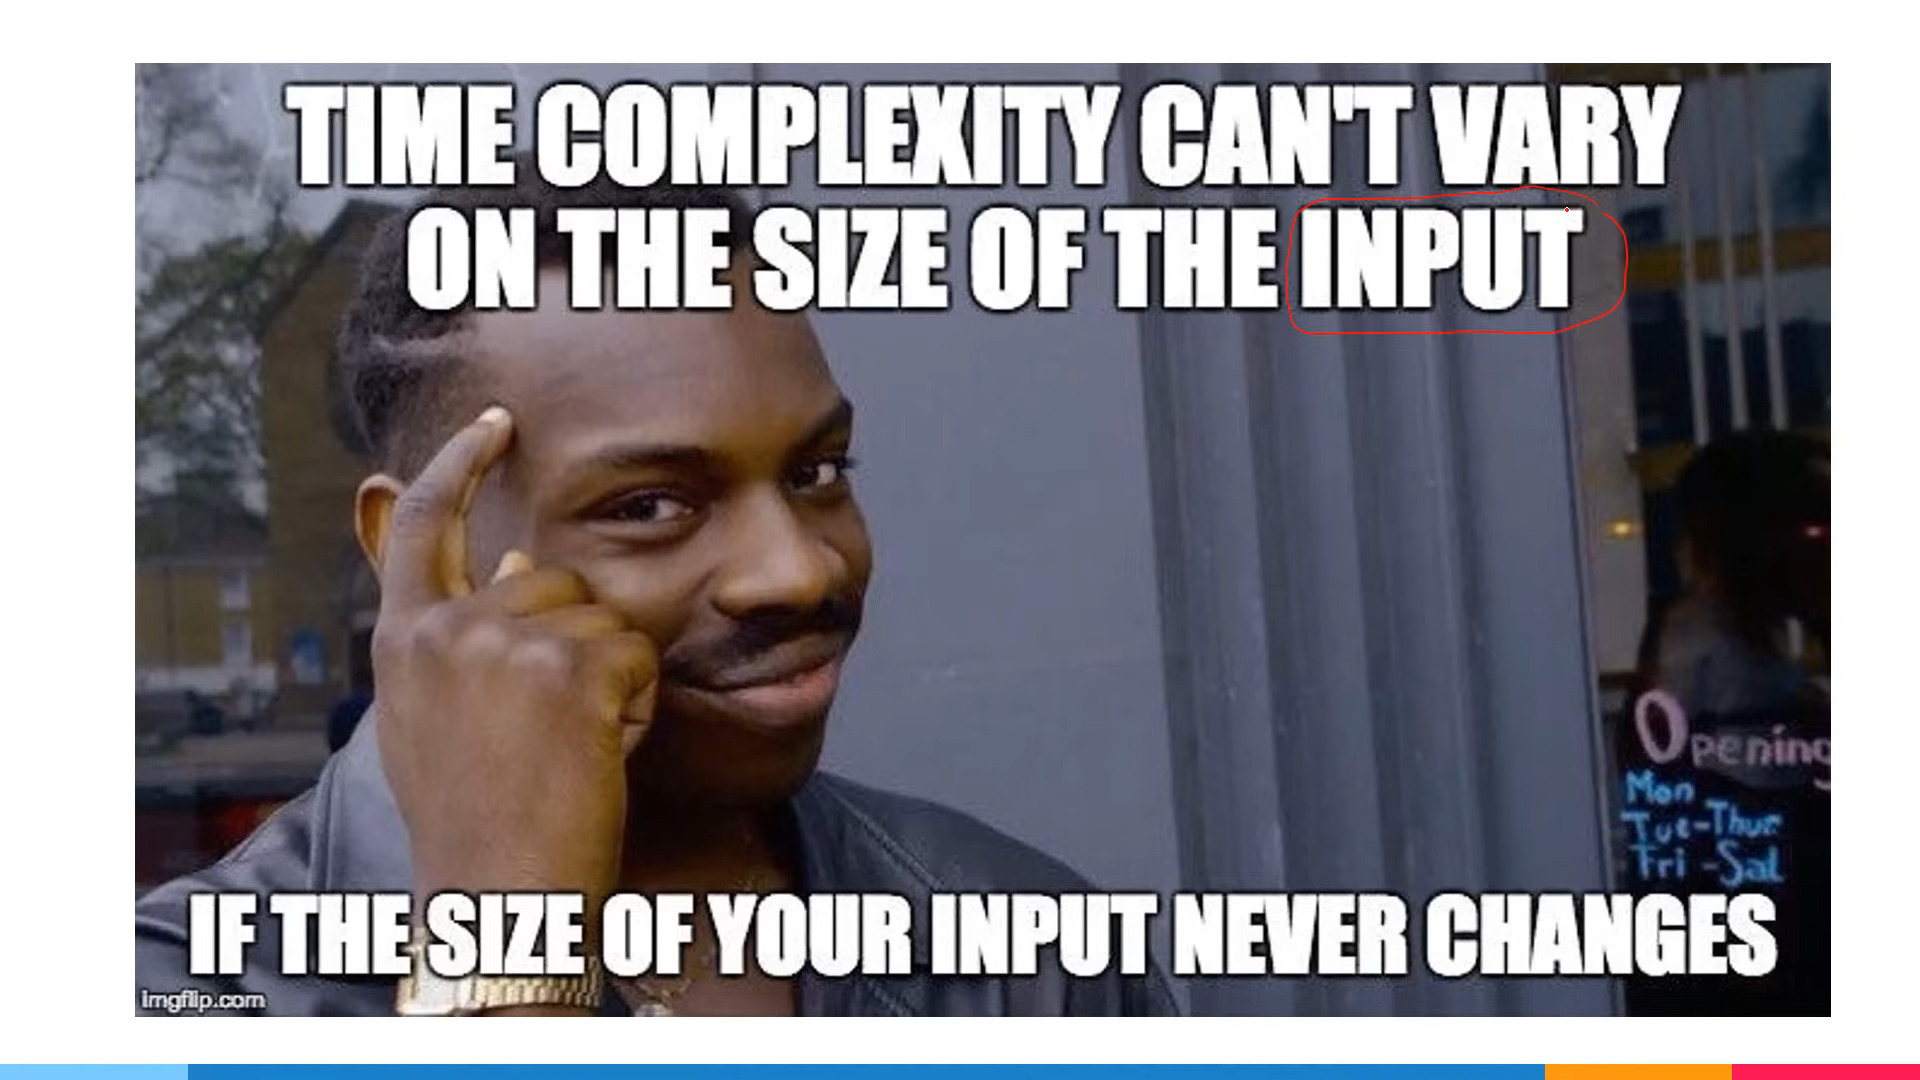 TIME COMPLEXITY CAN'T VARY
ON THE SIZE OF THE INPUT
Opening
Mon
Tue-Thur
Fri -Sat
IF THE SIZE OF YOUR INPUT NEVER CHANGES
imgflip.com